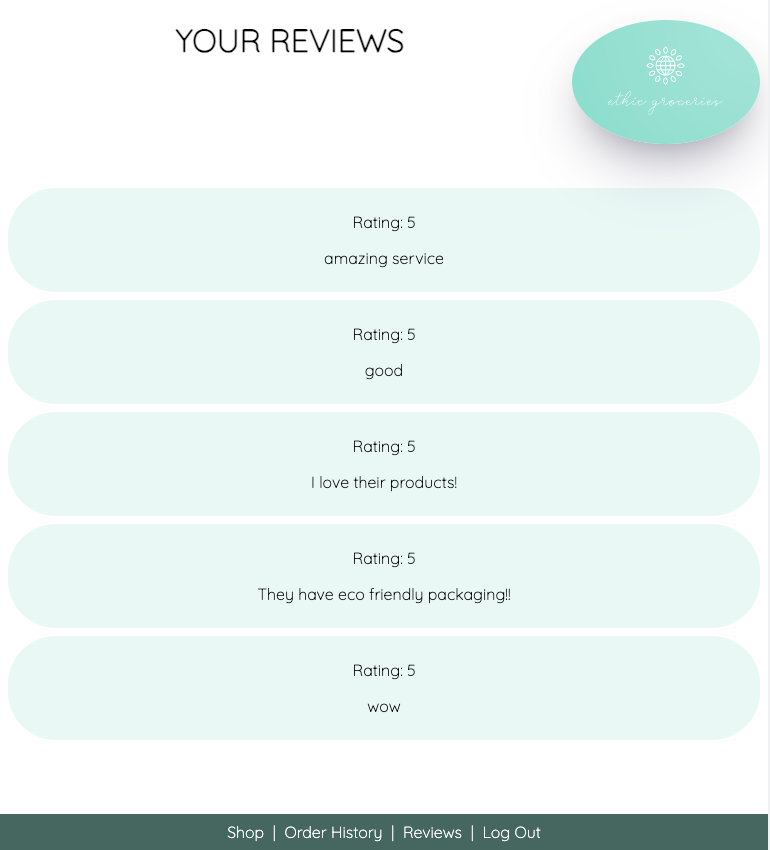 YOUR REVIEWS
ethic groceries
Rating: 5
amazing service
Rating: 5
good
Rating: 5
I love their products!
Rating: 5
They have eco friendly packaging!!
Rating: 5
wow
Shop | Order History | Reviews | Log Out